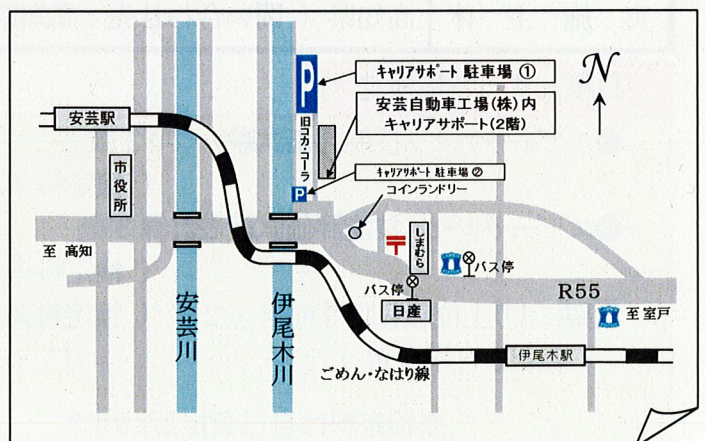 キャリアサポート 駐車場 ①
P
N
安芸自動車工場(株)内
キャリアサポート(2階)
安芸駅
旧コカ・コーラ
市役所
キャリアサポート 駐車場 ②
P
コインランドリー
しまむら
至 高知
バス停
バス停
R55
日産
至 室戸
安芸川
伊尾木川
伊尾木駅
ごめん・なはり線